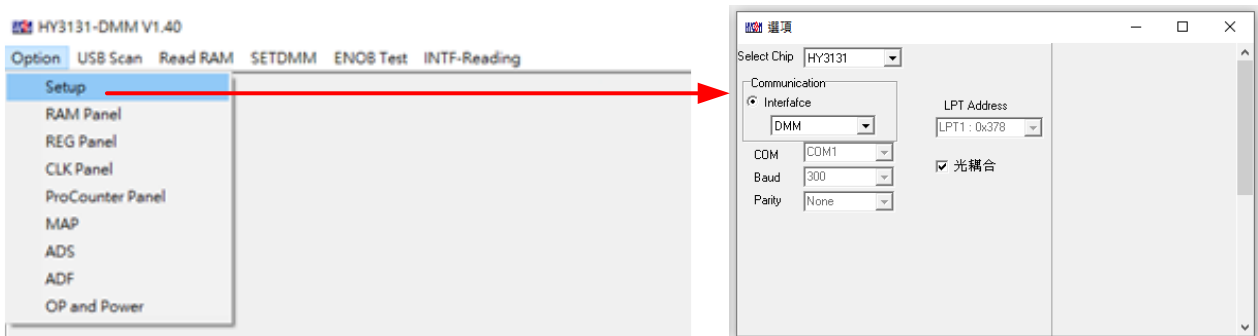 HY3131-DMM V1.40
Option USB Scan Read RAM SETDMM ENOB Test INTF-Reading
Setup
RAM Panel
REG Panel
CLK Panel
ProCounter Panel
MAP
ADS
ADF
OP and Power
選項
Select Chip HY3131
Communication
Interfafce
DMM
LPT Address
LPT1 : 0x378
COM COM1
Baud 300
Parity None
光耦合